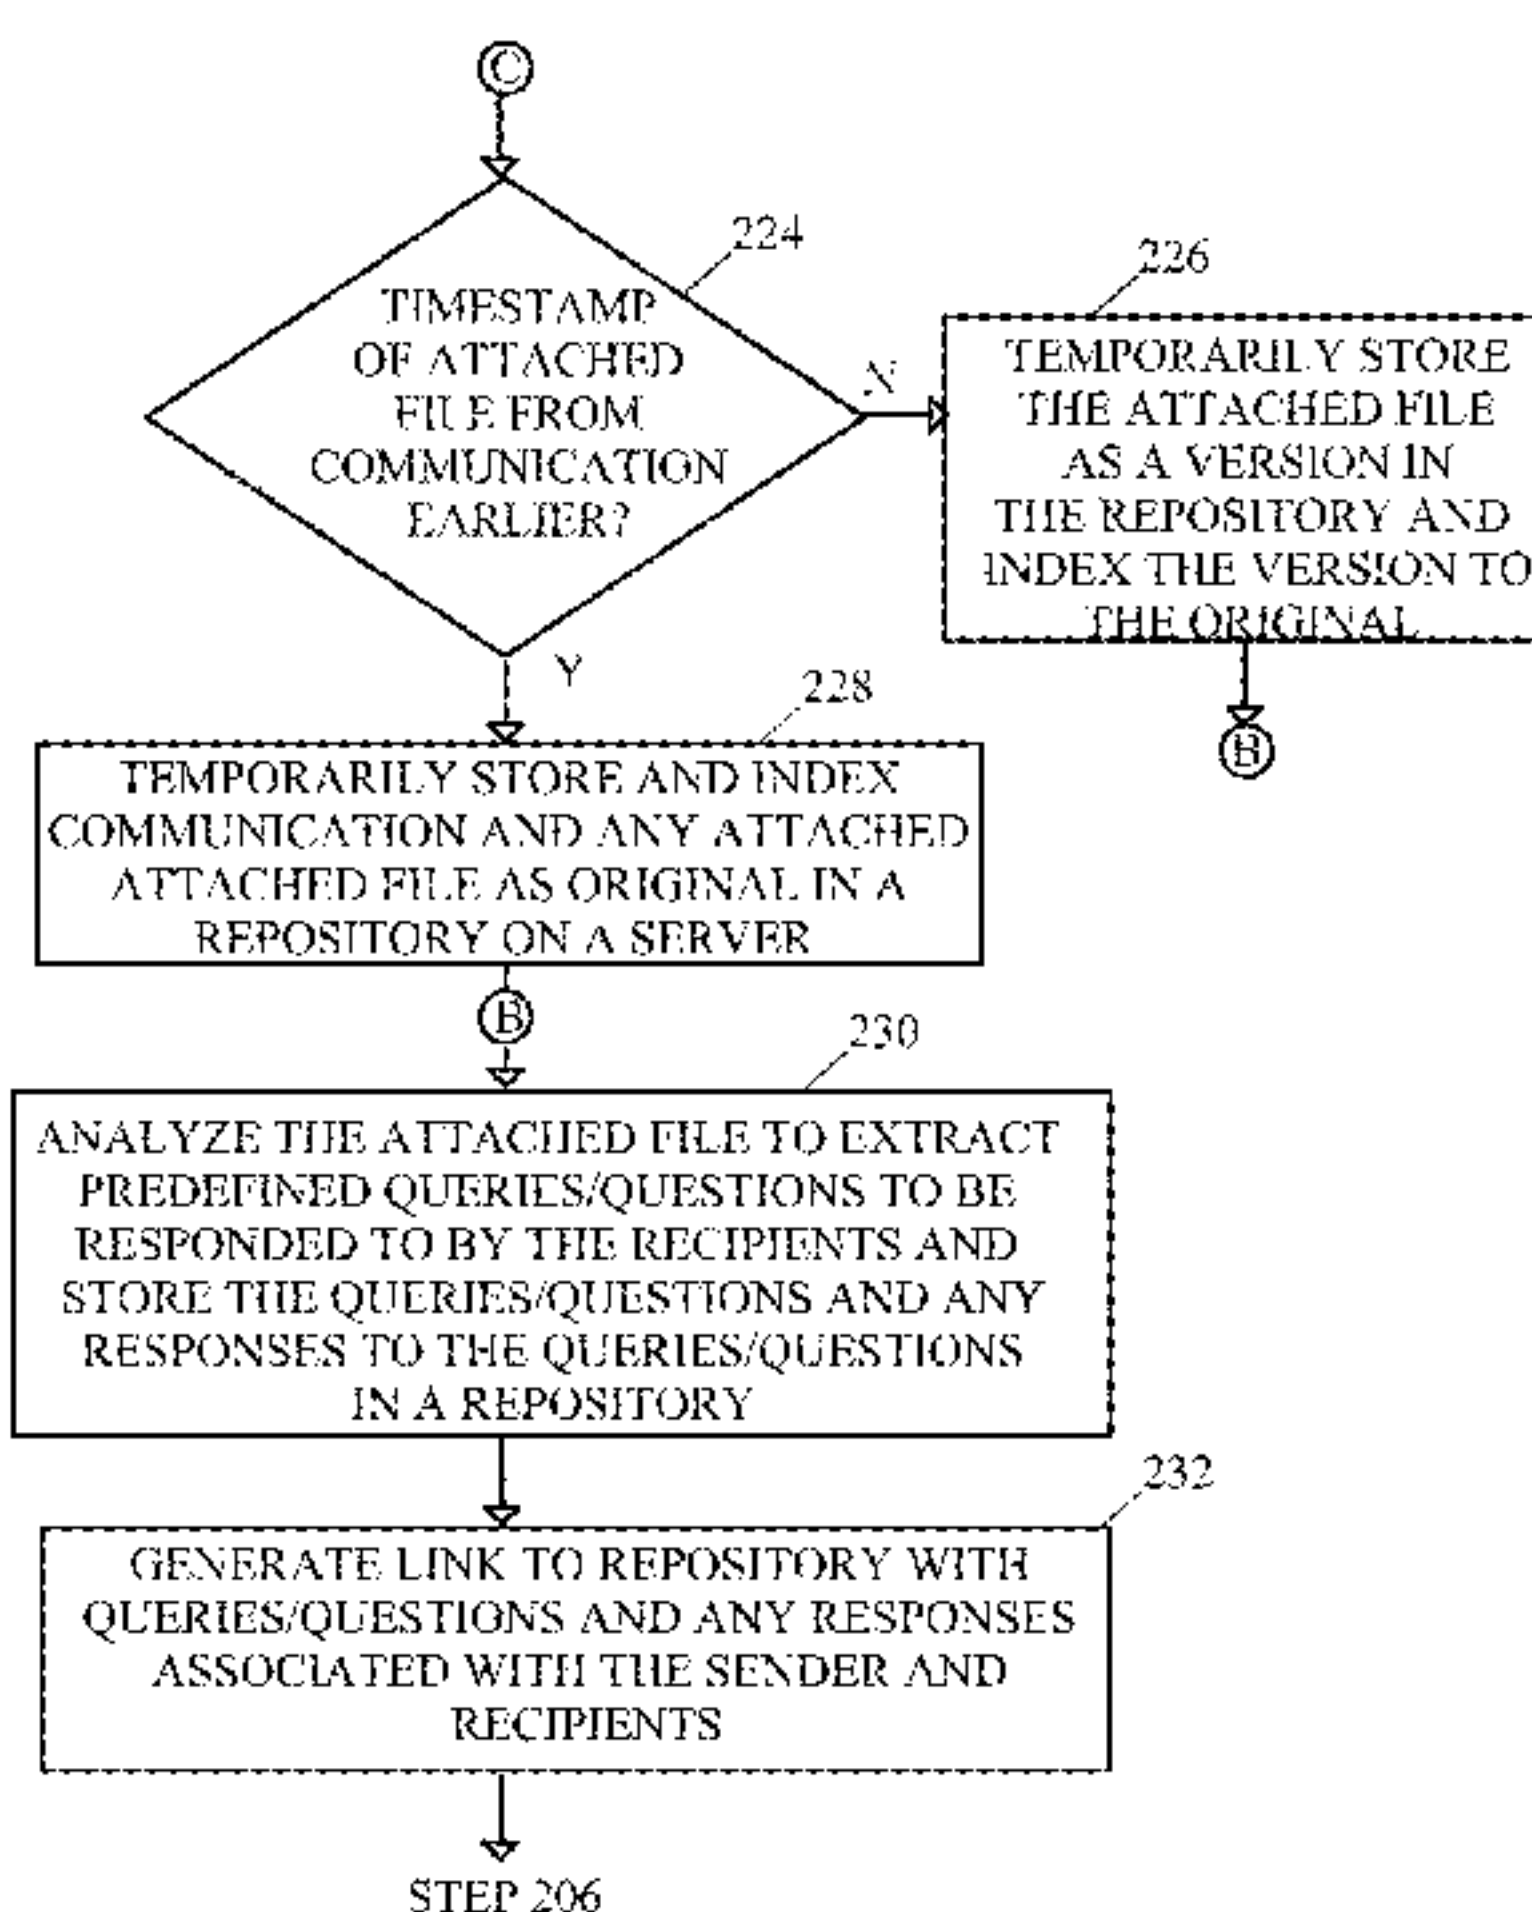 C
224
TIMESTAMP
OF ATTACHED
FILE FROM
COMMUNICATION
EARLIER?
N
226
TEMPORARILY STORE
THE ATTACHED FILE
AS A VERSION IN
THE REPOSITORY AND
INDEX THE VERSION TO
THE ORIGINAL
B
Y
228
TEMPORARILY STORE AND INDEX
COMMUNICATION AND ANY ATTACHED
ATTACHED FILE AS ORIGINAL IN A
REPOSITORY ON A SERVER
B
230
ANALYZE THE ATTACHED FILE TO EXTRACT
PREDEFINED QUERIES/QUESTIONS TO BE
RESPONDED TO BY THE RECIPIENTS AND
STORE THE QUERIES/QUESTIONS AND ANY
RESPONSES TO THE QUERIES/QUESTIONS
IN A REPOSITORY
232
GENERATE LINK TO REPOSITORY WITH
QUERIES/QUESTIONS AND ANY RESPONSES
ASSOCIATED WITH THE SENDER AND
RECIPIENTS
STEP 206